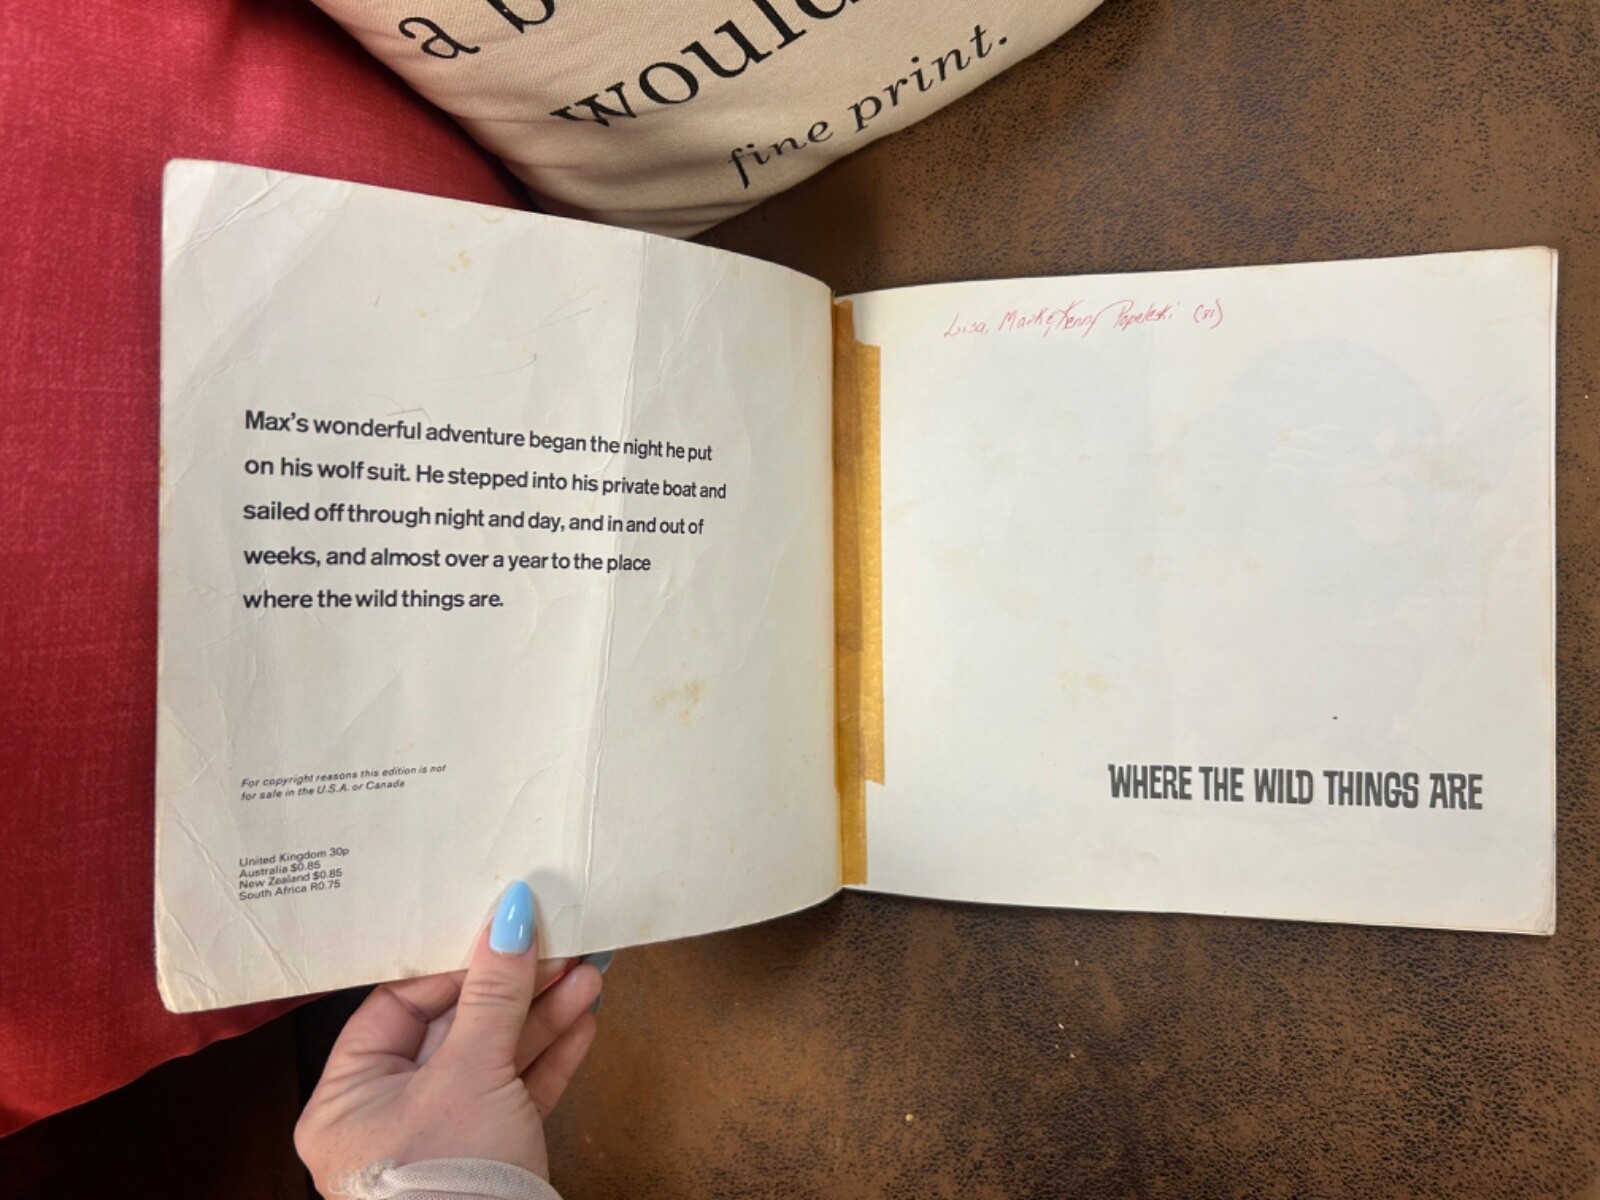 a b
would
fine print.
Max's wonderful adventure began the night he put
on his wolf suit. He stepped into his private boat and
sailed off through night and day, and in and out of
weeks, and almost over a year to the place
where the wild things are.
For copyright reasons this edition is not
for sale in the U.S.A. or Canada
United Kingdom 30p
Australia $0.85
New Zealand $0.85
South Africa R0.75
Lisa, Mark & Kenny Popeleski (81)
WHERE THE WILD THINGS ARE